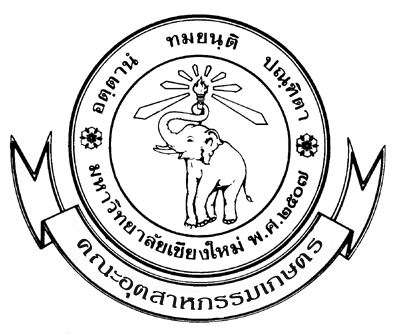 อตฺตานํ ทมยนฺติ ปณฺฑิตา
มหาวิทยาลัยเชียงใหม่ พ.ศ.๒๕๐๗
คณะอุตสาหกรรมเกษตร